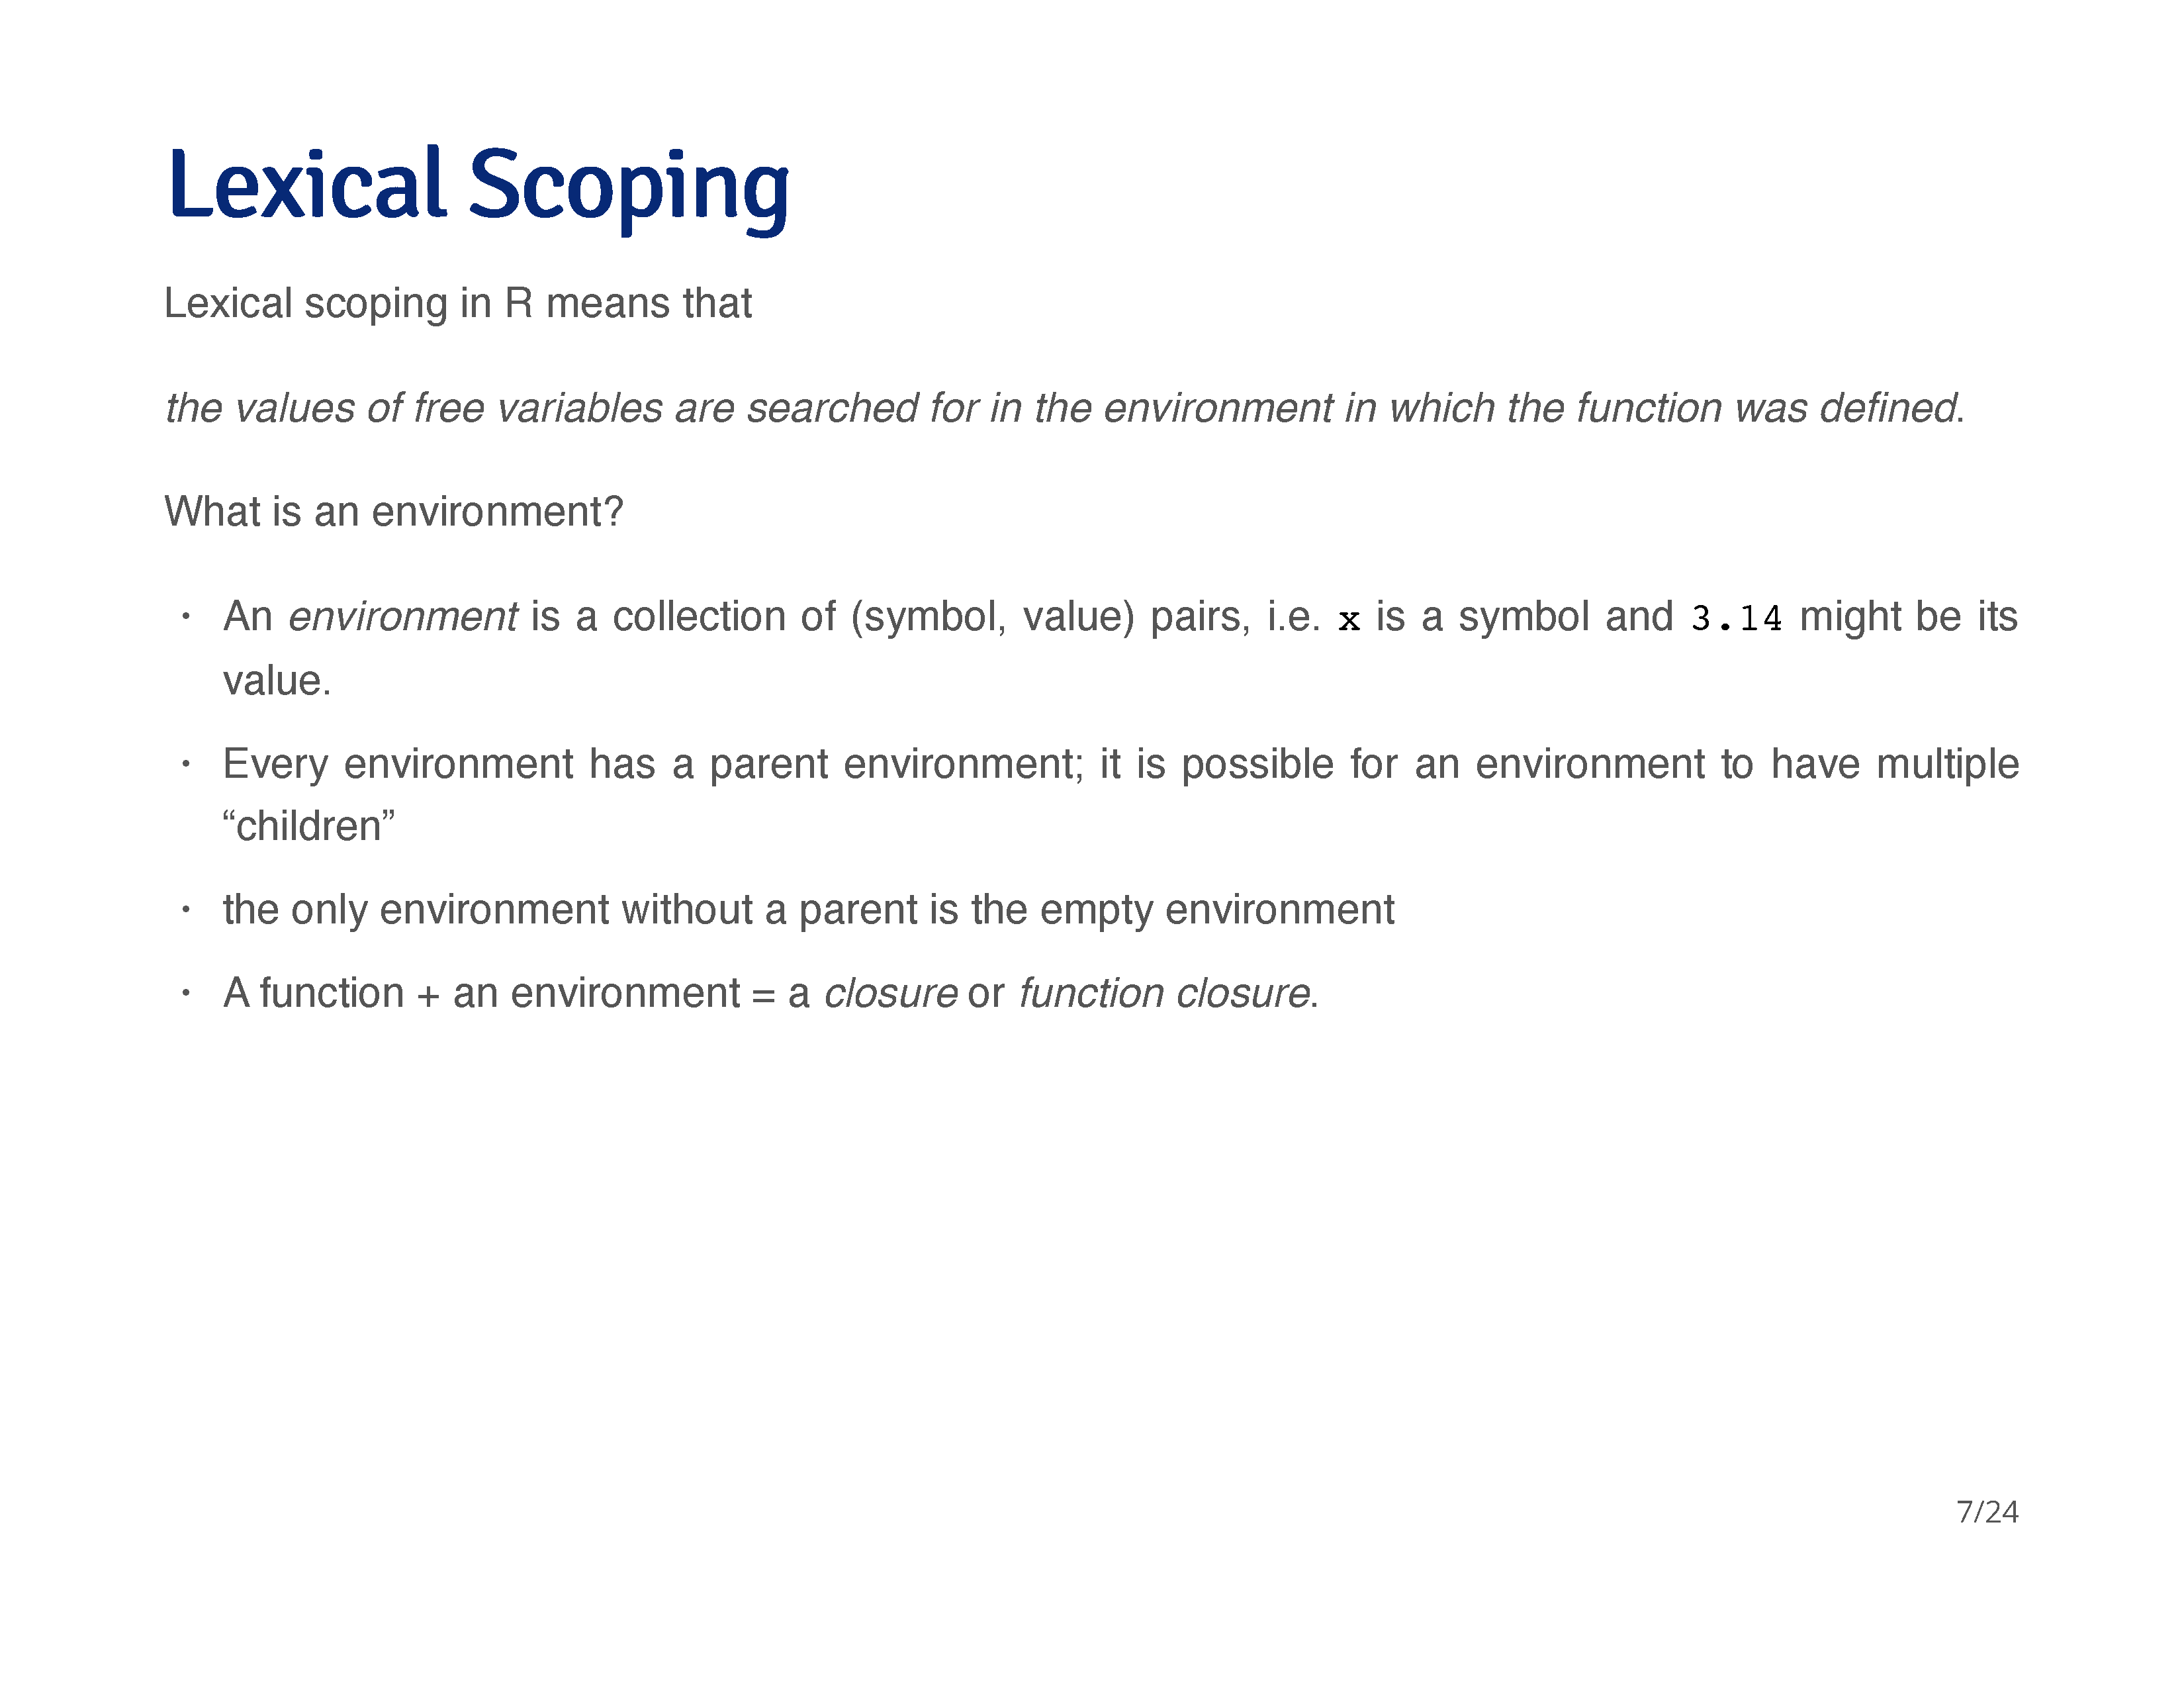 Lexical Scoping
Lexical scoping in R means that
the values of free variables are searched for in the environment in which the function was defined.
What is an environment?
· An environment is a collection of (symbol, value) pairs, i.e. x is a symbol and 3.14 might be its
value.
· Every environment has a parent environment; it is possible for an environment to have multiple
“children”
· the only environment without a parent is the empty environment
· A function + an environment = a closure or function closure.
7/24